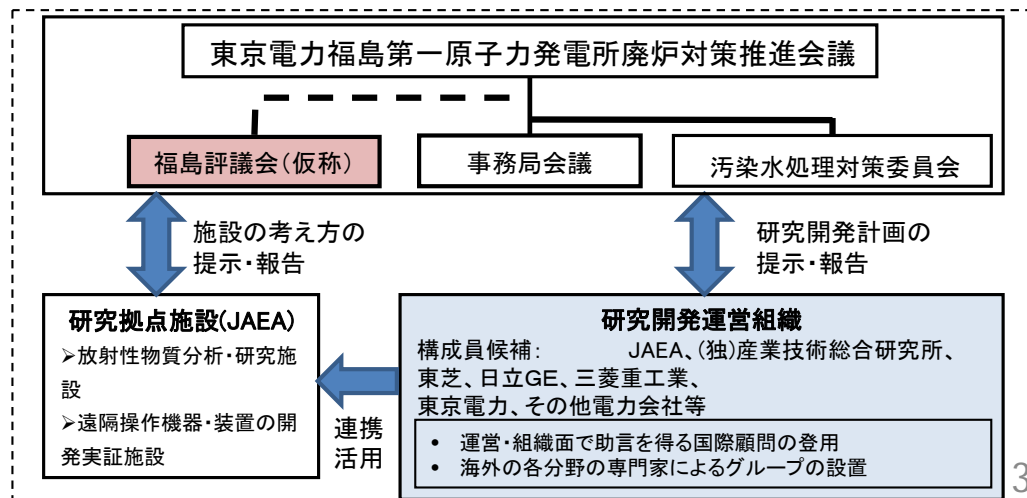 東京電力福島第一原子力発電所廃炉対策推進会議
福島評議会(仮称)
事務局会議
汚染水処理対策委員会
施設の考え方の
提示・報告
研究開発計画の
提示・報告
研究拠点施設(JAEA)
➢放射性物質分析・研究施
設
➢遠隔操作機器・装置の開
発実証施設
連携
活用
研究開発運営組織
構成員候補: JAEA、(独)産業技術総合研究所、
東芝、日立GE、三菱重工業、
東京電力、その他電力会社等
• 運営・組織面で助言を得る国際顧問の登用
• 海外の各分野の専門家によるグループの設置
3